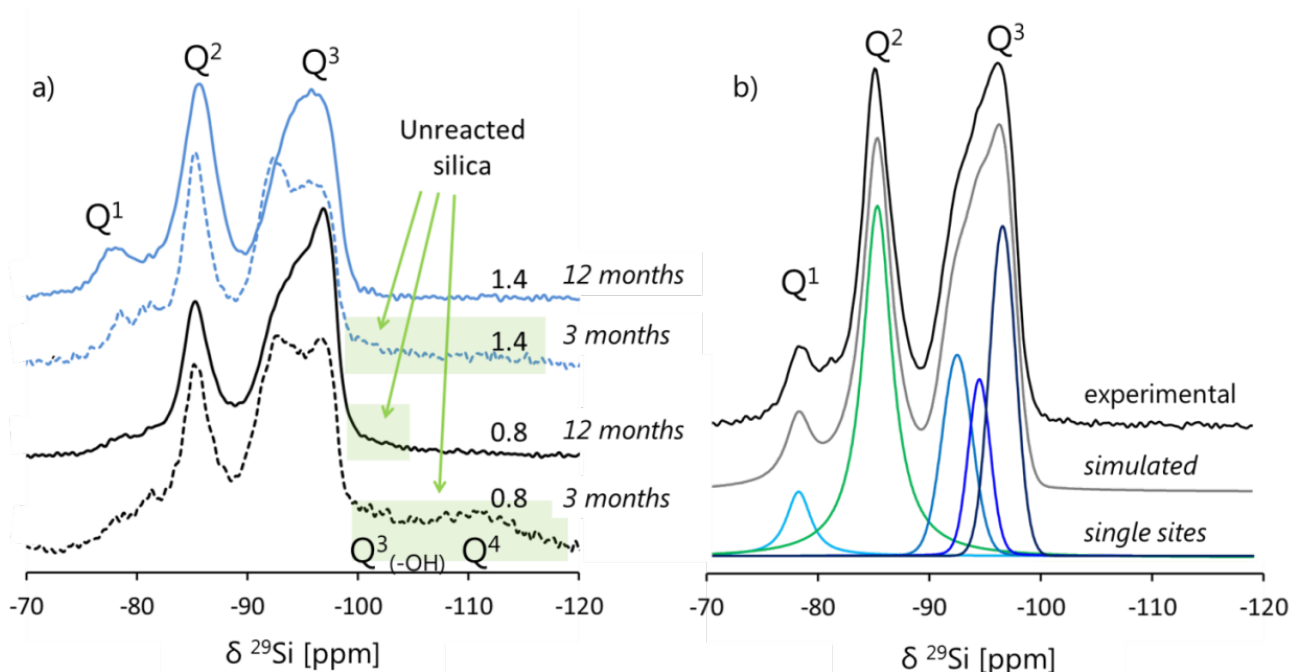 a)
Q²
Q³
Unreacted
silica
Q¹
1.4 12 months
1.4 3 months
0.8 12 months
0.8 3 months
Q³(-OH) Q⁴
-70 -80 -90 -100 -110 -120
δ ²⁹Si [ppm]
b)
Q²
Q³
Q¹
experimental
simulated
single sites
-70 -80 -90 -100 -110 -120
δ ²⁹Si [ppm]